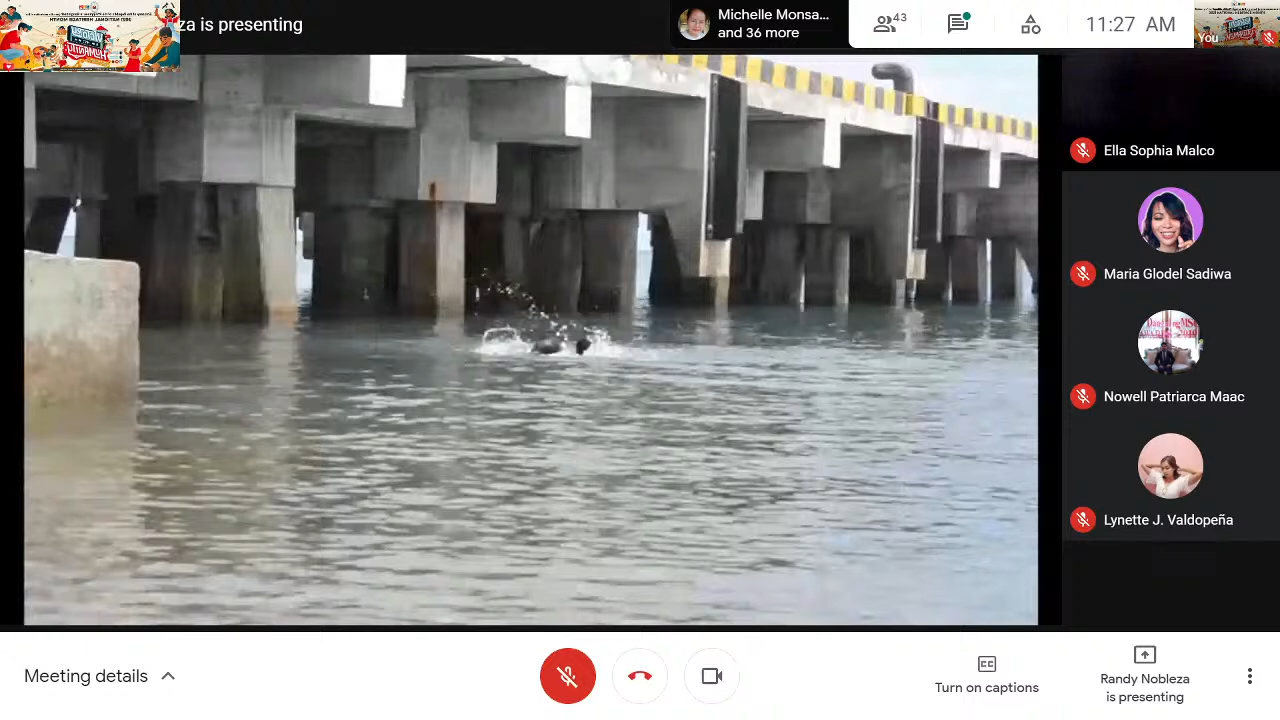 za is presenting
Michelle Monsa...
and 36 more
43
11:27 AM
You
Ella Sophia Malco
Maria Glodel Sadiwa
Nowell Patriarca Maac
Lynette J. Valdopeña
Meeting details
Turn on captions
Randy Nobleza
is presenting